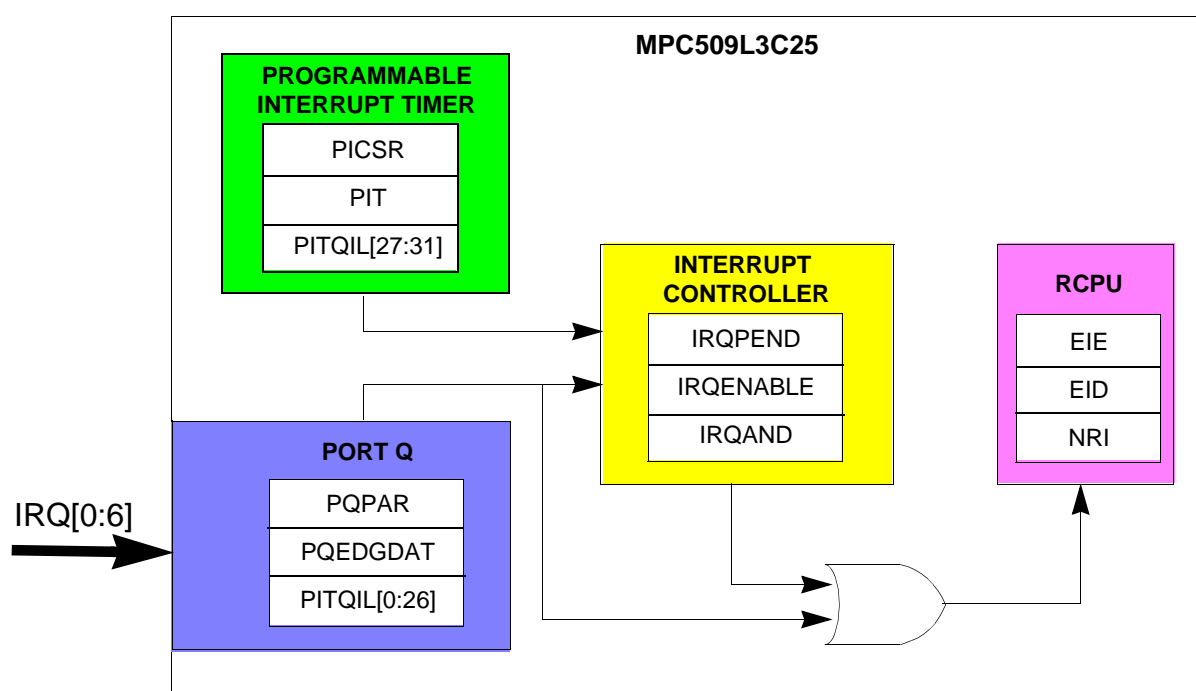 MPC509L3C25
PROGRAMMABLE
INTERRUPT TIMER
PICSR
PIT
PITQIL[27:31]
INTERRUPT
CONTROLLER
IRQPEND
IRQENABLE
IRQAND
RCPU
EIE
EID
NRI
PORT Q
PQPAR
PQEDGDAT
PITQIL[0:26]
IRQ[0:6]